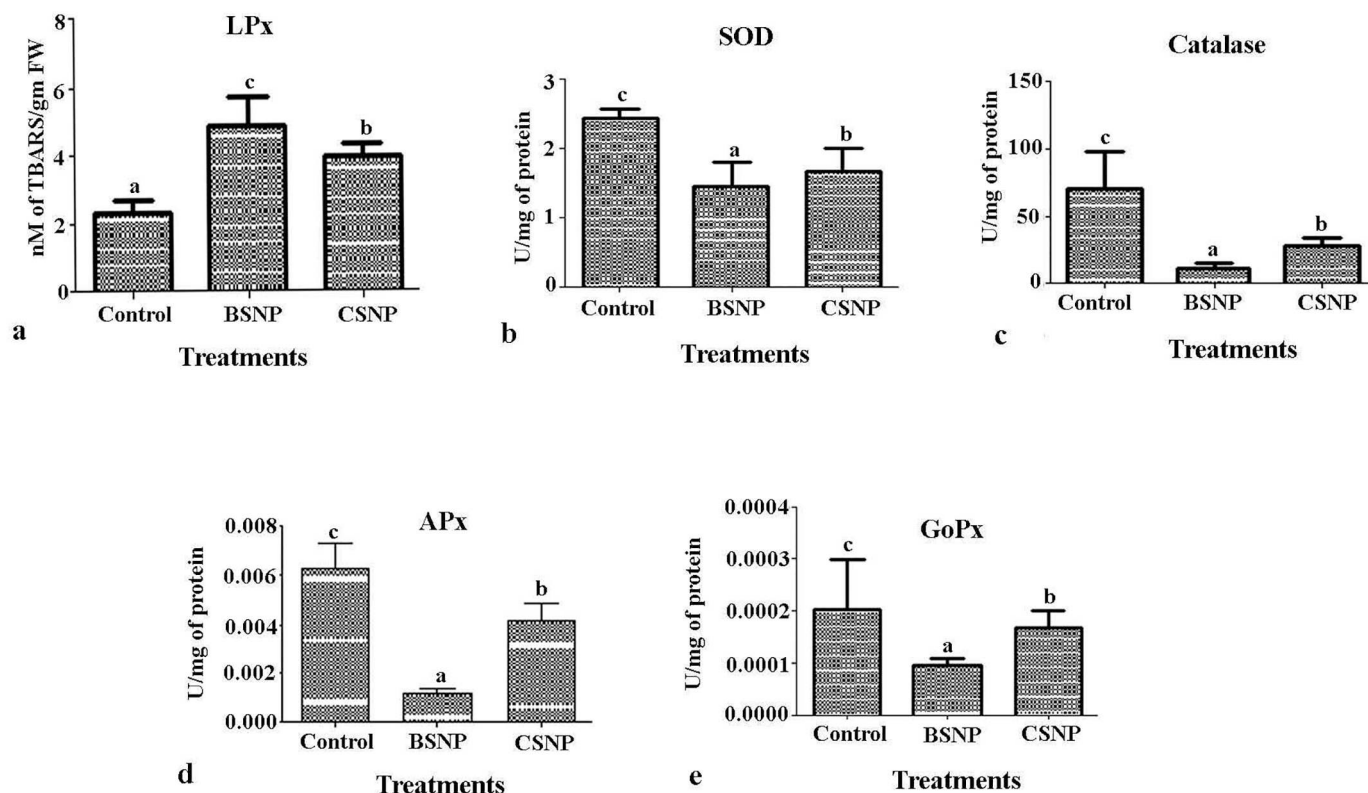 LPx
nM of TBARS/gm FW
8
6
4
2
0
a
c
b
Control BSNP CSNP
a
Treatments
SOD
U/mg of protein
3
2
1
0
c
a
b
Control BSNP CSNP
b
Treatments
Catalase
U/mg of protein
150
100
50
0
c
a
b
Control BSNP CSNP
c
Treatments
APx
U/mg of protein
0.008
0.006
0.004
0.002
0.000
c
a
b
Control BSNP CSNP
d
Treatments
GoPx
U/mg of protein
0.0004
0.0003
0.0002
0.0001
0.0000
c
a
b
Control BSNP CSNP
e
Treatments